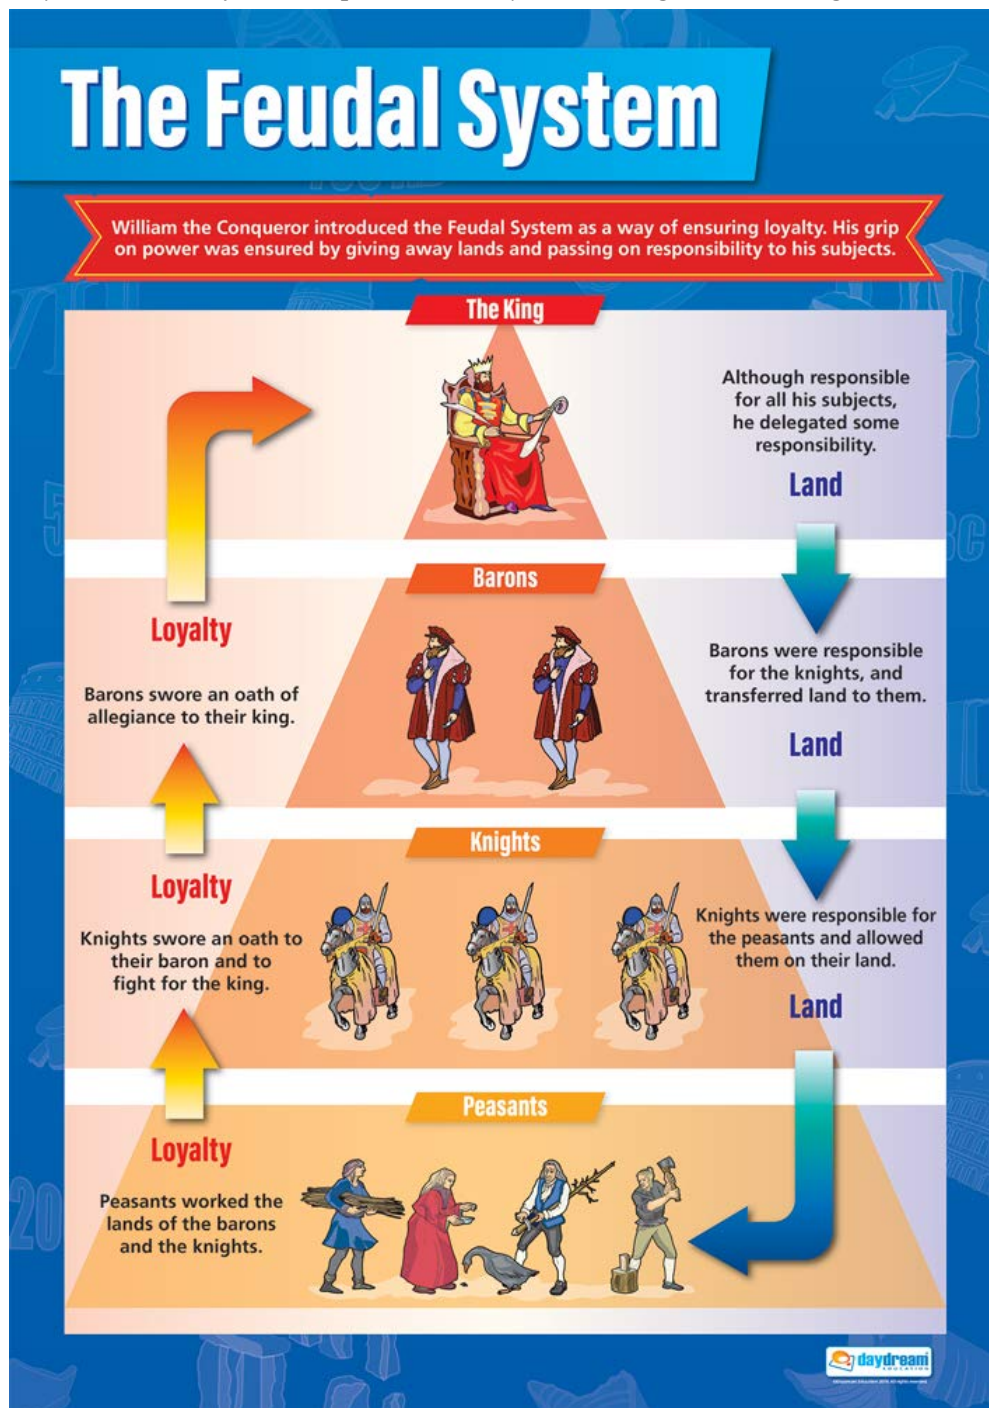 The Feudal System
William the Conqueror introduced the Feudal System as a way of ensuring loyalty. His grip
on power was ensured by giving away lands and passing on responsibility to his subjects.
The King
Although responsible
for all his subjects,
he delegated some
responsibility.
Land
Barons
Loyalty
Barons swore an oath of
allegiance to their king.
Barons were responsible
for the knights, and
transferred land to them.
Land
Knights
Loyalty
Knights swore an oath to
their baron and to
fight for the king.
Knights were responsible for
the peasants and allowed
them on their land.
Land
Peasants
Loyalty
Peasants worked the
lands of the barons
and the knights.
daydream
EDUCATION